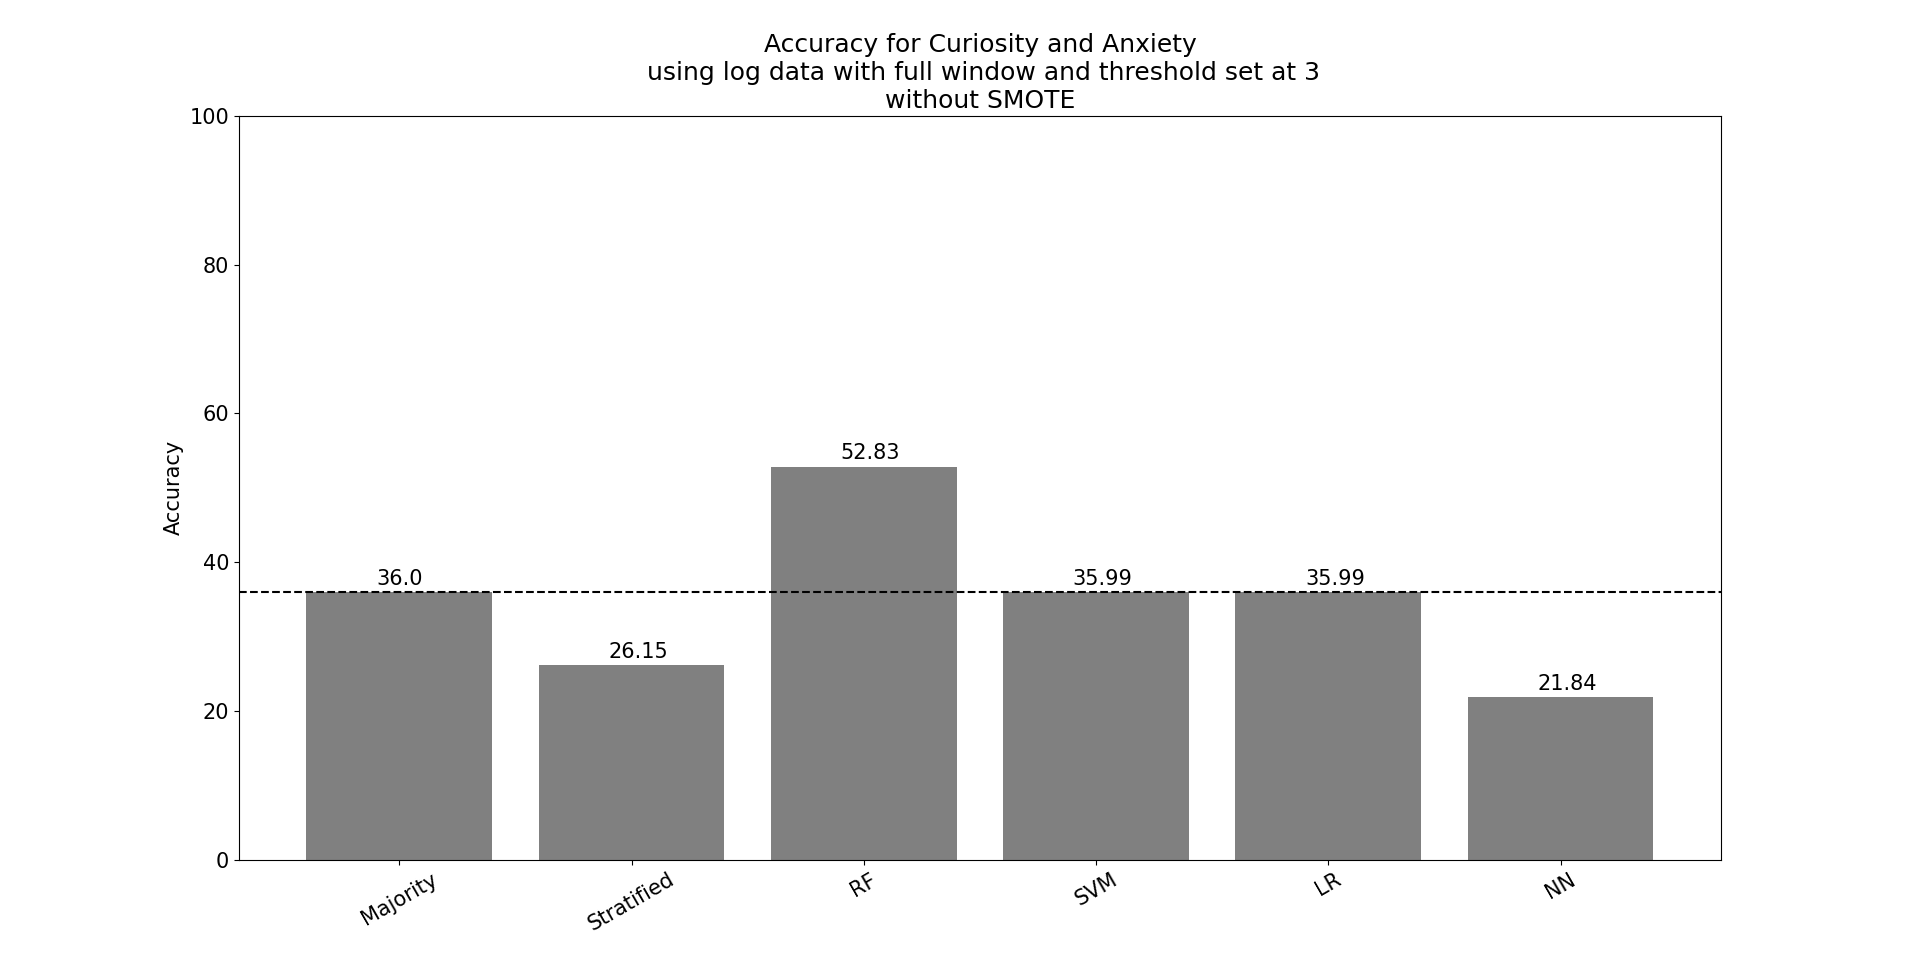 Accuracy for Curiosity and Anxiety
using log data with full window and threshold set at 3
without SMOTE
100
80
60
40
20
0
Accuracy
36.0
26.15
52.83
35.99
35.99
21.84
Majority
Stratified
RF
SVM
LR
NN